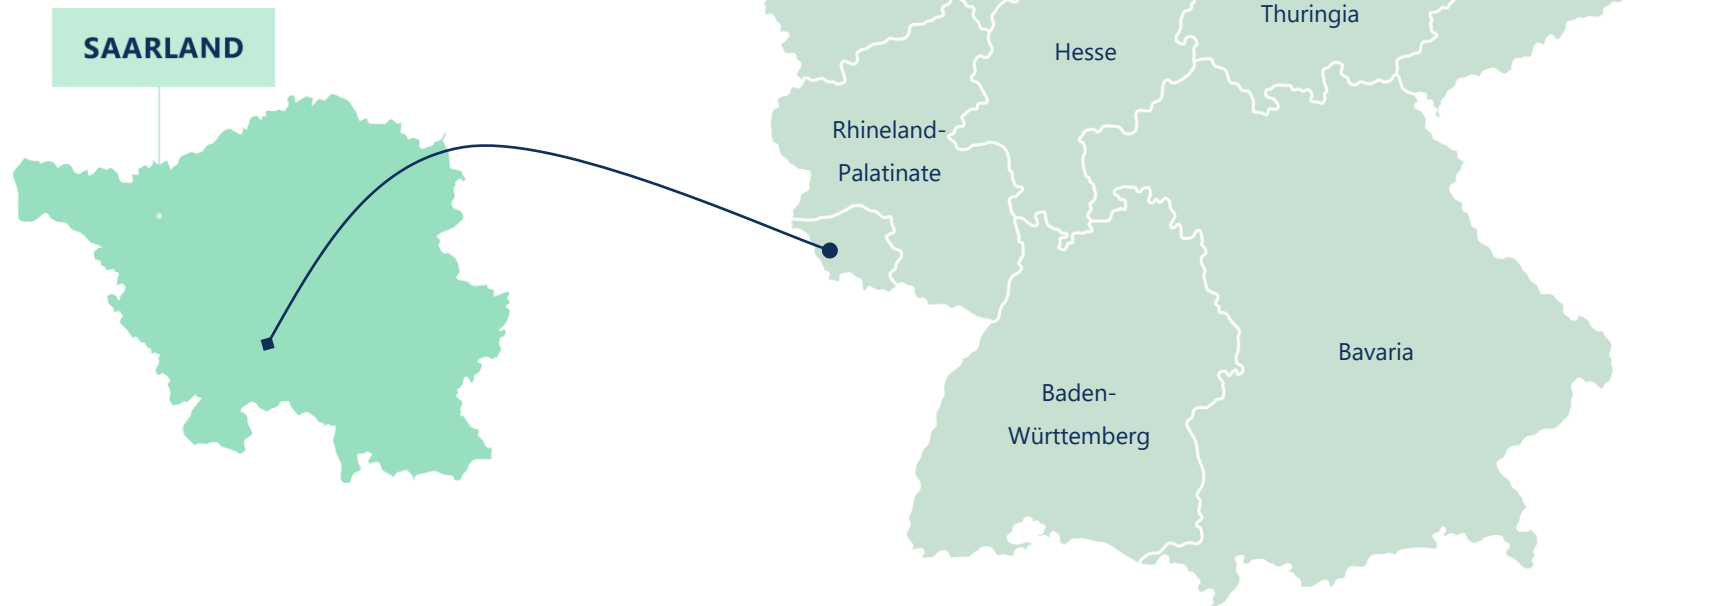 SAARLAND
Thuringia
Hesse
Rhineland-
Palatinate
Bavaria
Baden-
Württemberg